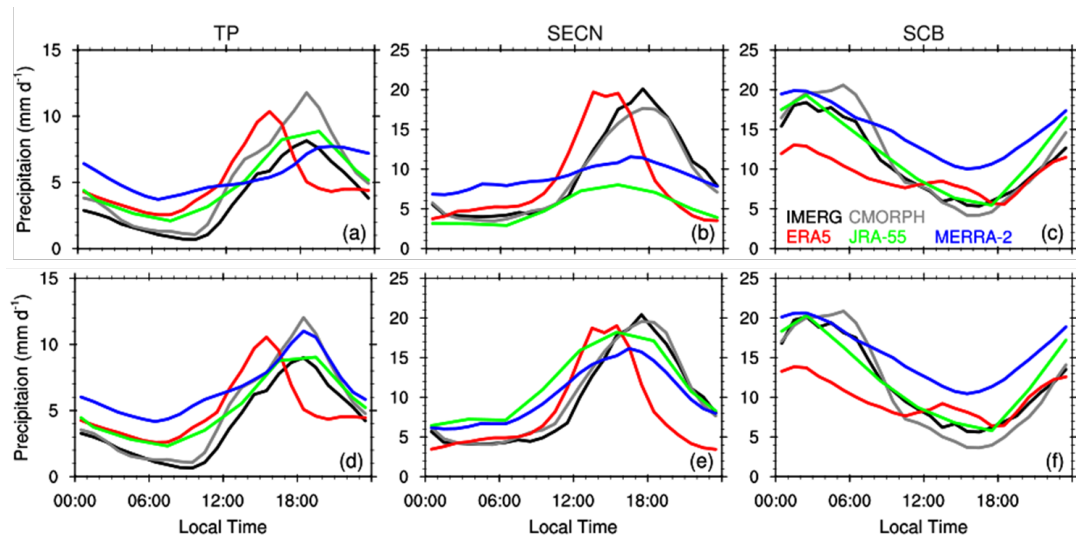 TP SECN SCB
15 25 25
20 20
10 15 15
10 10
5 5 5
0 0 0
Precipitaion (mm d⁻¹)
(a) (b) (c)
IMERG CMORPH
ERA5 JRA-55 MERRA-2
15 25 25
20 20
10 15 15
10 10
5 5 5
0 0 0
Precipitaion (mm d⁻¹)
(d) (e) (f)
00:00 06:00 12:00 18:00 00:00 06:00 12:00 18:00 00:00 06:00 12:00 18:00
Local Time Local Time Local Time